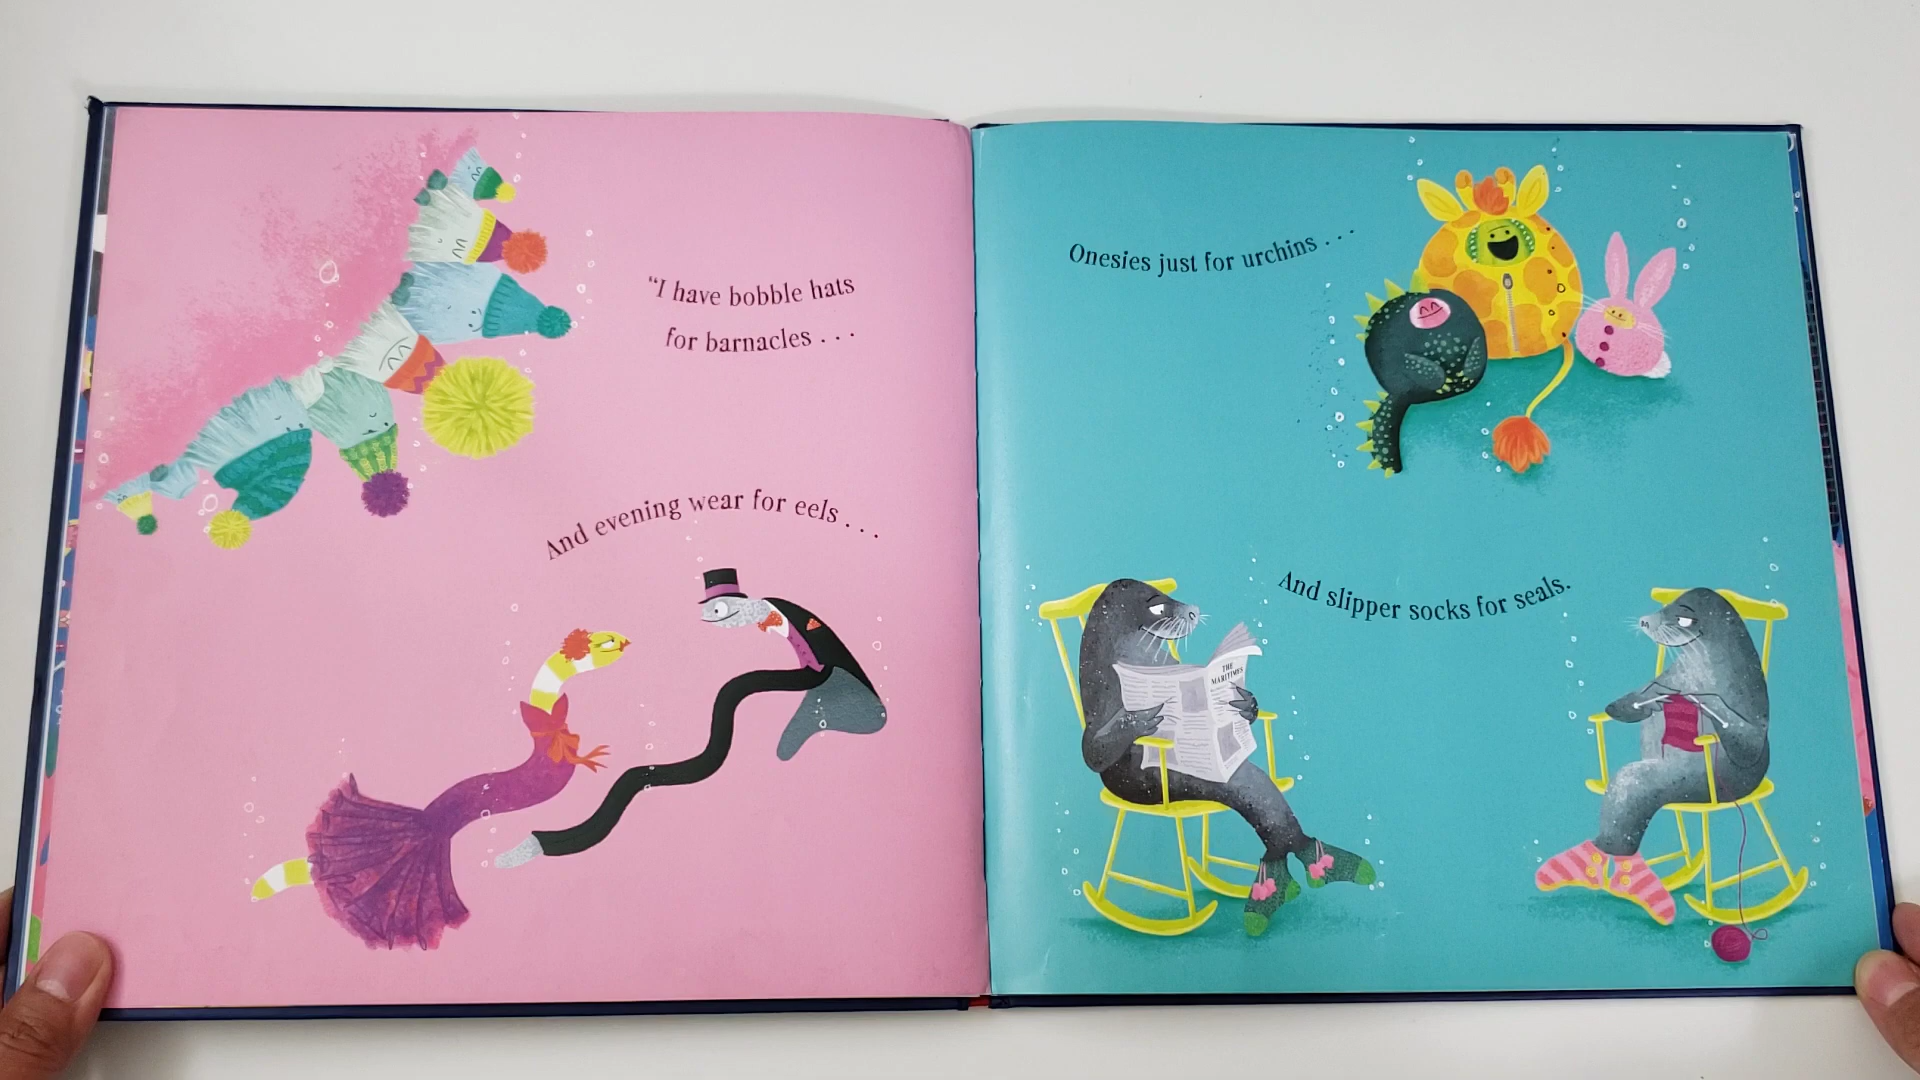 "I have bobble hats
for barnacles . . .
And evening wear for eels . . .
Onesies just for urchins . . .
And slipper socks for seals.
THE
MARITIMES